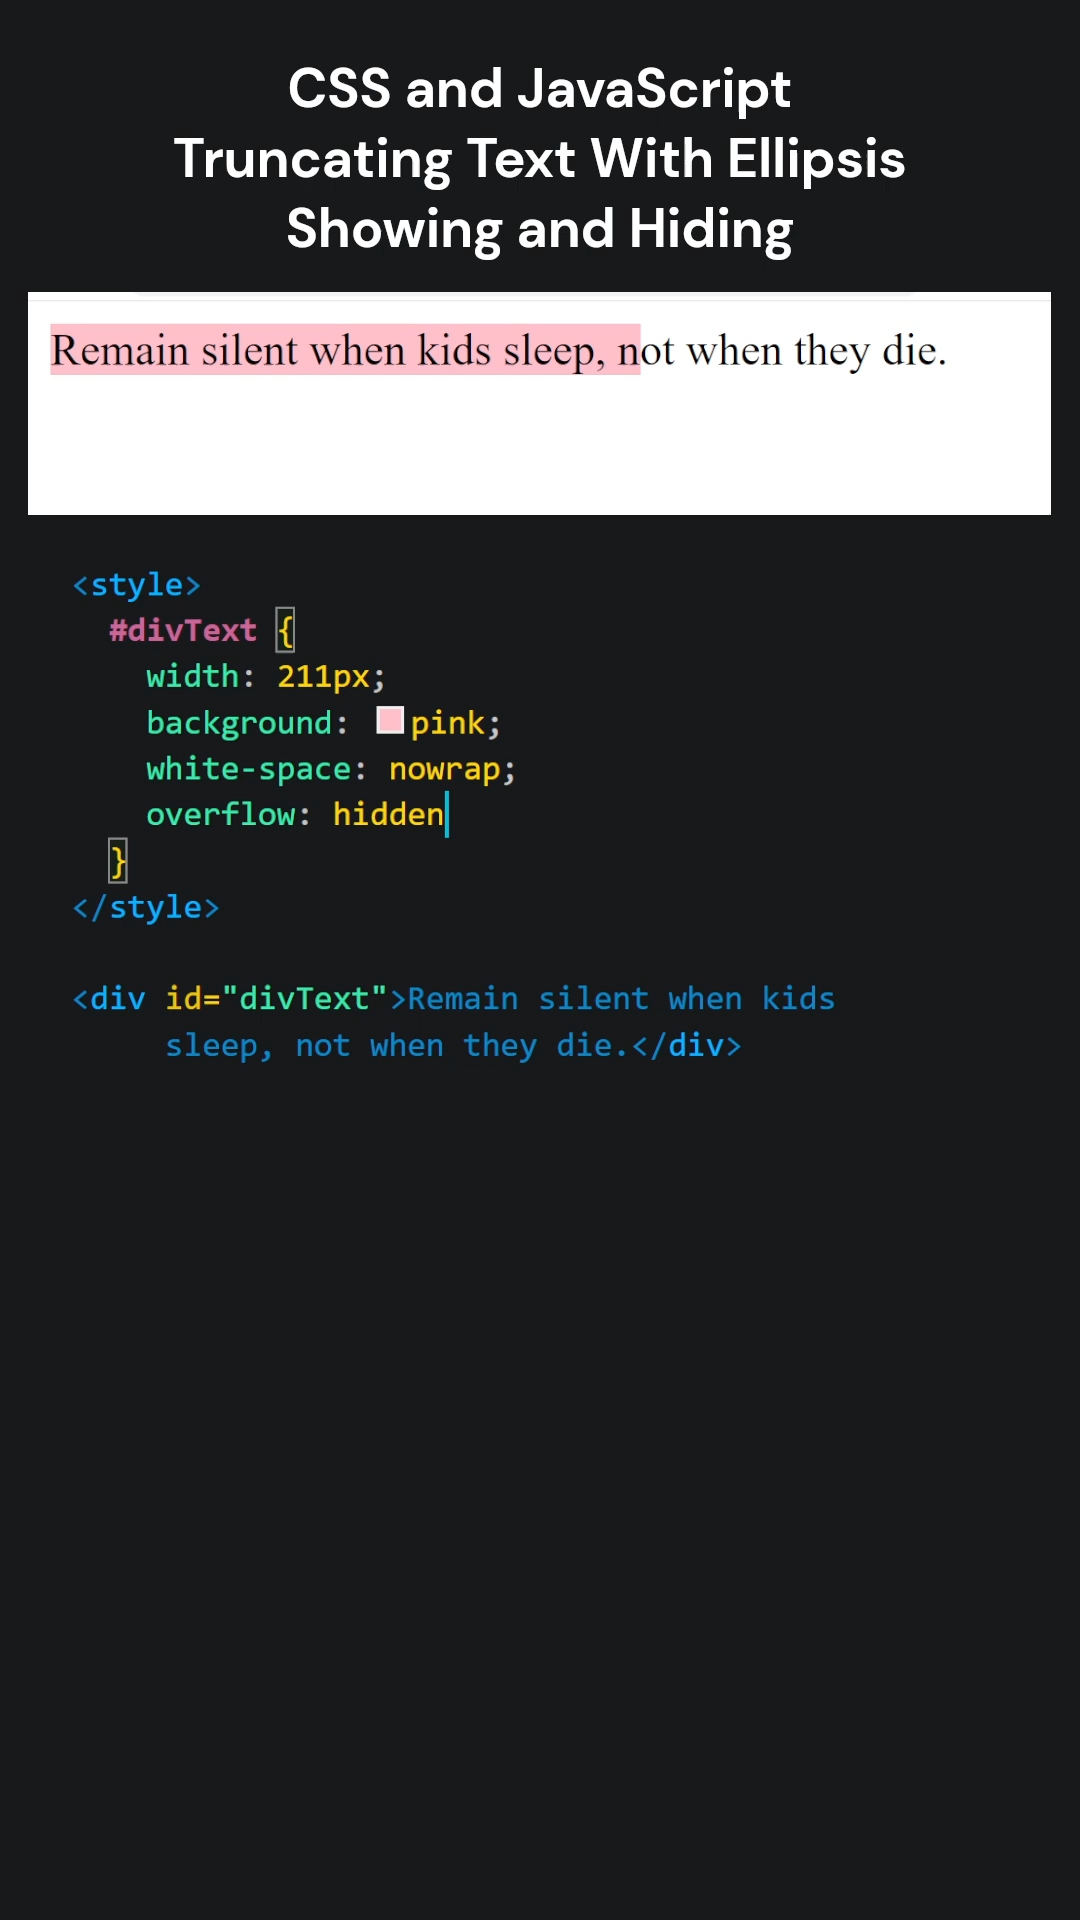 CSS and JavaScript
Truncating Text With Ellipsis
Showing and Hiding
Remain silent when kids sleep, not when they die.
<style>
#divText {
width: 211px;
background: pink;
white-space: nowrap;
overflow: hidden
}
</style>
<div id="divText">Remain silent when kids
sleep, not when they die.</div>